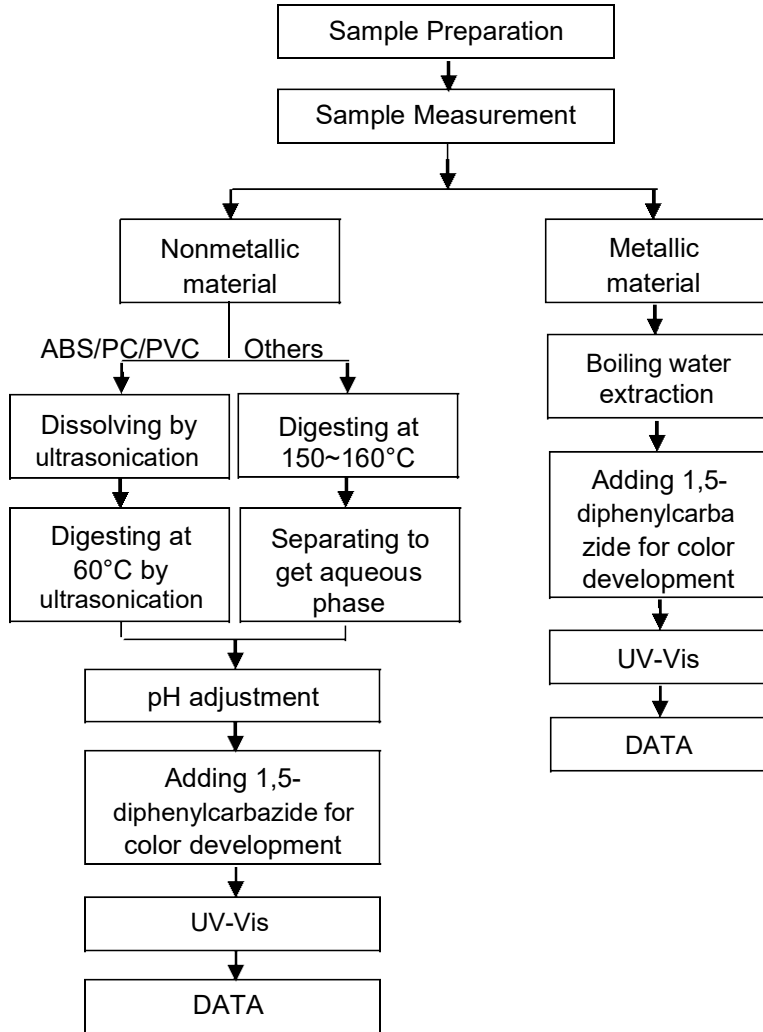 Sample Preparation
Sample Measurement
Nonmetallic
material
Metallic
material
ABS/PC/PVC
Others
Boiling water
extraction
Dissolving by
ultrasonication
Digesting at
150~160°C
Adding 1,5-
diphenylcarba
zide for color
development
Digesting at
60°C by
ultrasonication
Separating to
get aqueous
phase
UV-Vis
pH adjustment
DATA
Adding 1,5-
diphenylcarbazide for
color development
UV-Vis
DATA